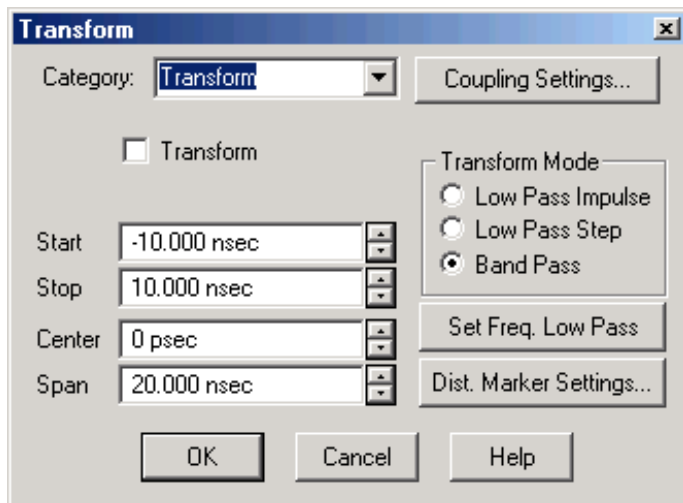 Transform
Category: Transform Coupling Settings...
Transform
Transform Mode
Low Pass Impulse
Low Pass Step
Band Pass
Start -10.000 nsec
Stop 10.000 nsec
Center 0 psec
Span 20.000 nsec
Set Freq. Low Pass
Dist. Marker Settings...
OK Cancel Help